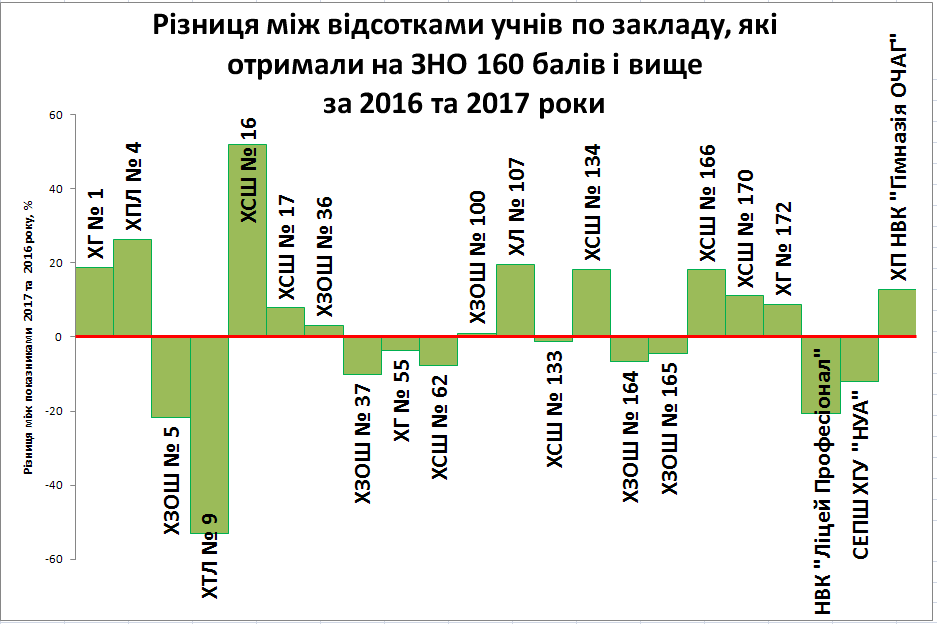 Різниця між відсотками учнів по закладу, які
отримали на ЗНО 160 балів і вище
за 2016 та 2017 роки
Різниця між показниками 2017 та 2016 року, %
60
40
20
0
-20
-40
-60
ХГ № 1
ХПЛ № 4
ХЗОШ № 5
ХТЛ № 9
ХСШ № 16
ХСШ № 17
ХЗОШ № 36
ХЗОШ № 37
ХГ № 55
ХСШ № 62
ХЗОШ № 100
ХЛ № 107
ХСШ № 133
ХСШ № 134
ХЗОШ № 164
ХЗОШ № 165
ХСШ № 166
ХСШ № 170
ХГ № 172
НВК "Ліцей Професіонал"
СЕПШ ХГУ "НУА"
ХП НВК "Гімназія ОЧАГ"